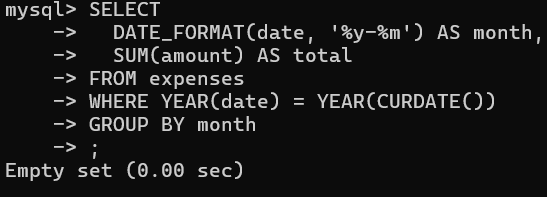 mysql> SELECT
    ->   DATE_FORMAT(date, '%y-%m') AS month,
    ->   SUM(amount) AS total
    -> FROM expenses
    -> WHERE YEAR(date) = YEAR(CURDATE())
    -> GROUP BY month
    -> ;
Empty set (0.00 sec)